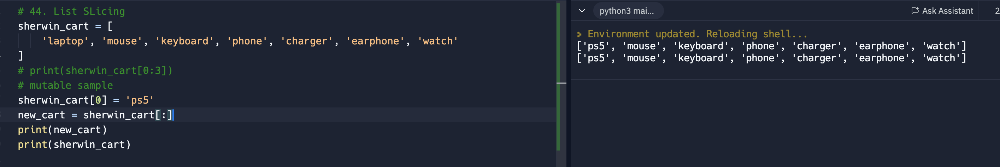 # 44. List SLicing
sherwin_cart = [
'laptop', 'mouse', 'keyboard', 'phone', 'charger', 'earphone', 'watch'
]
# print(sherwin_cart[0:3])
# mutable sample
sherwin_cart[0] = 'ps5'
new_cart = sherwin_cart[:]
print(new_cart)
print(sherwin_cart)
python3 mai...
Ask Assistant
Environment updated. Reloading shell...
['ps5', 'mouse', 'keyboard', 'phone', 'charger', 'earphone', 'watch']
['ps5', 'mouse', 'keyboard', 'phone', 'charger', 'earphone', 'watch']